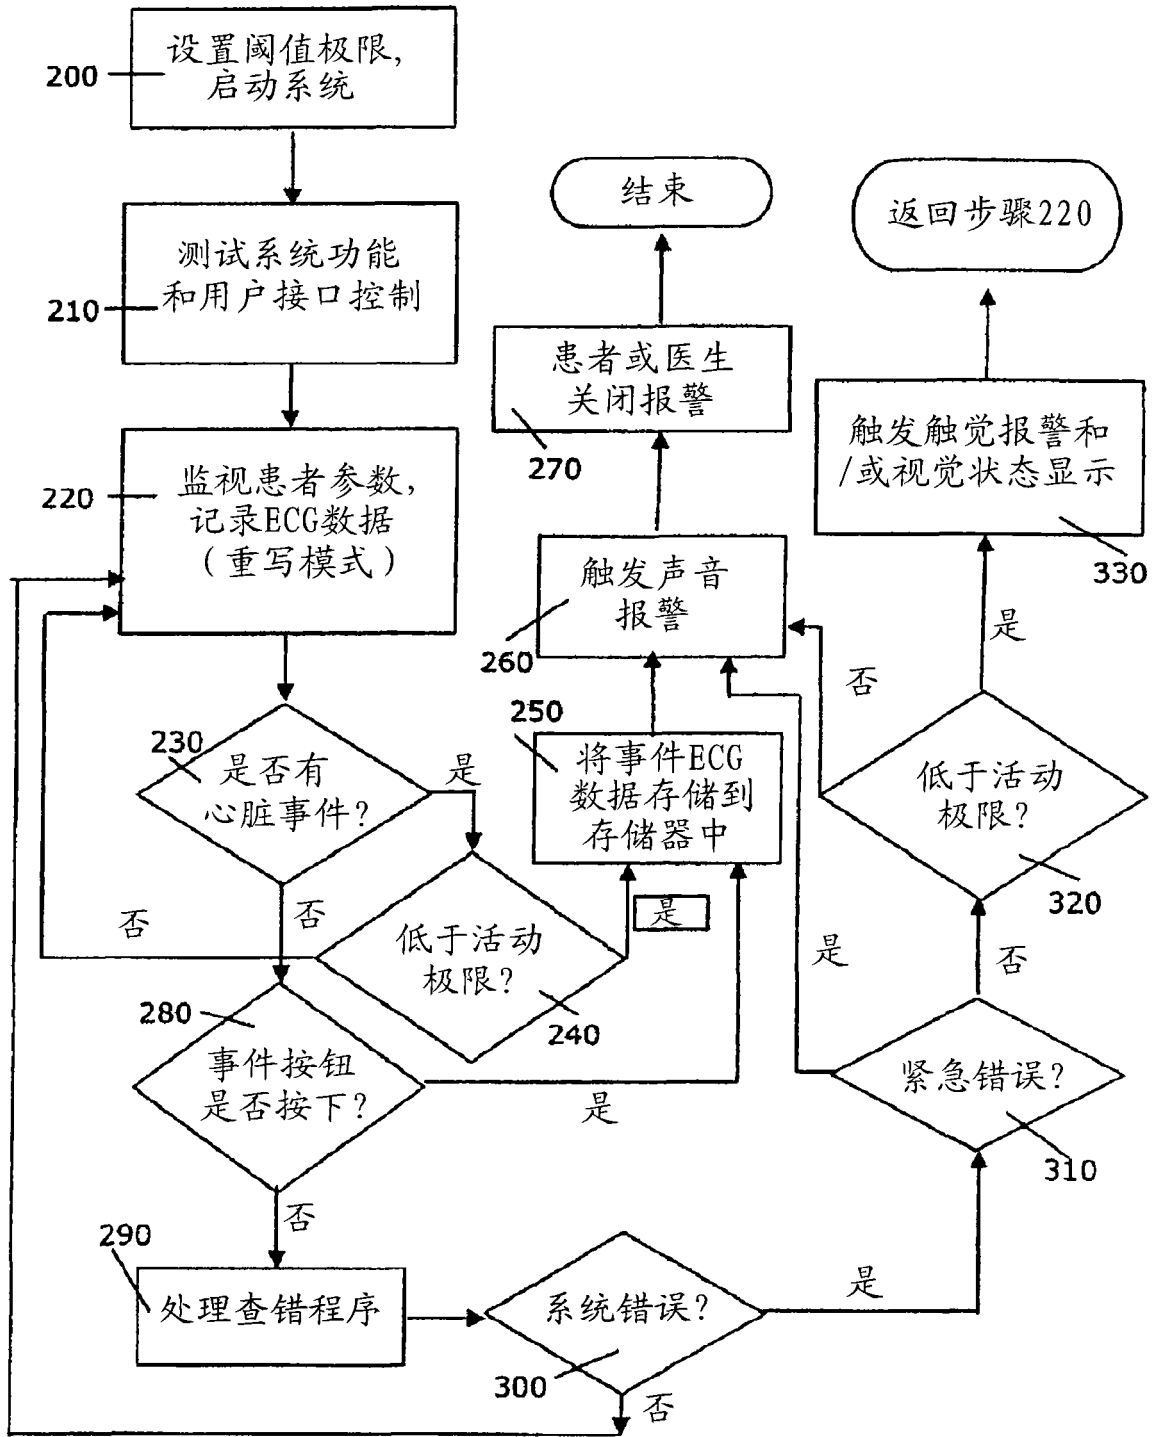 设置阈值极限,
启动系统
200
测试系统功能
和用户接口控制
210
监视患者参数,
记录ECG数据
(重写模式)
220
230
是否有
心脏事件?
是
否
低于活动
极限?
240
否
是
280
事件按钮
是否按下?
是
否
290
处理查错程序
系统错误?
300
否
是
紧急错误?
310
是
否
低于活动
极限?
320
否
是
触发触觉报警和
/或视觉状态显示
330
返回步骤220
250
将事件ECG
数据存储到
存储器中
触发声音
报警
260
患者或医生
关闭报警
270
结束